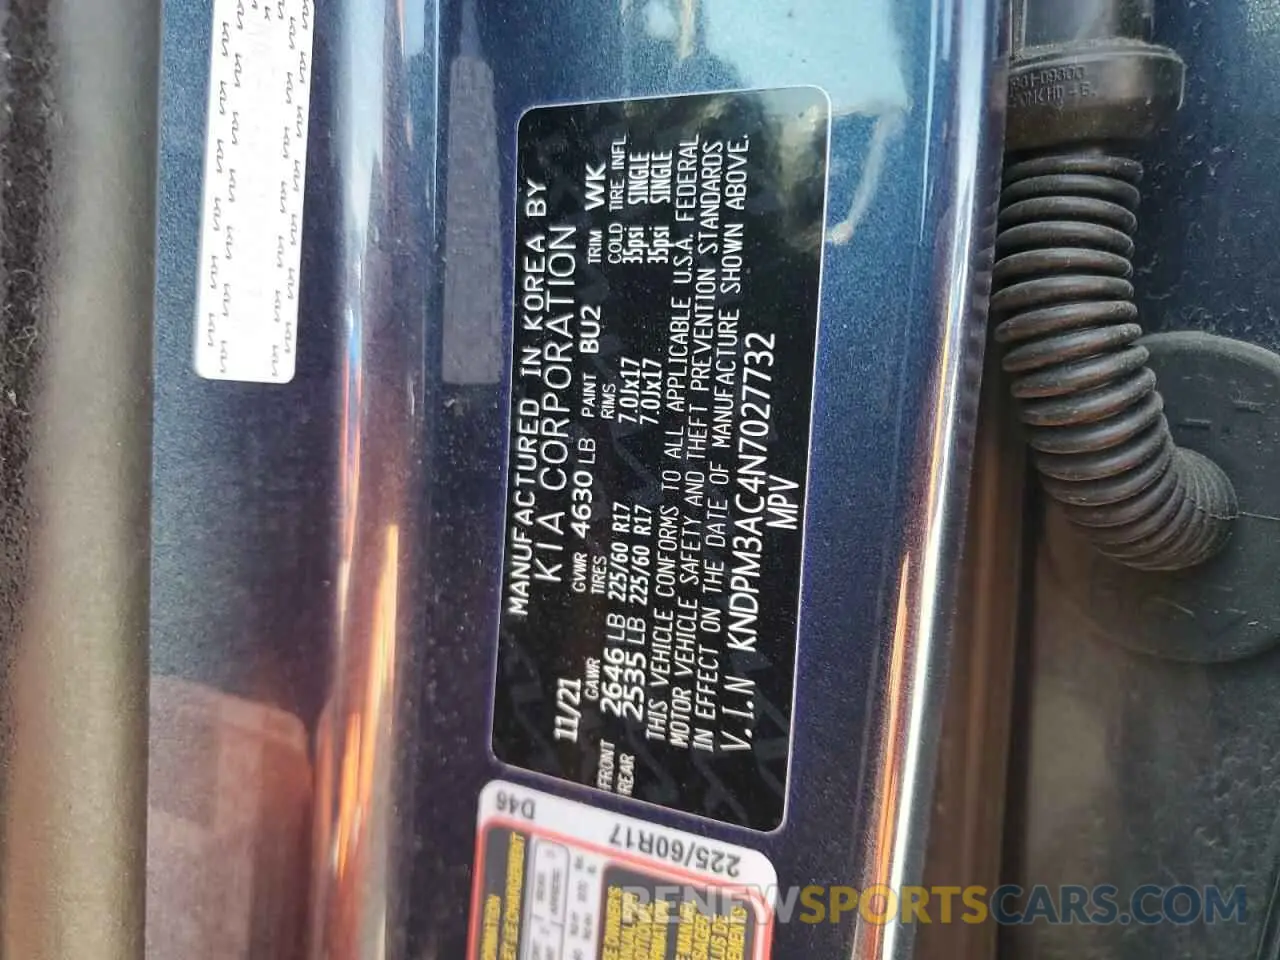 MANUFACTURED IN KOREA BY
KIA CORPORATION
11/21 GVWR 4630 LB PAINT BU2 TRIM WK
GAWR TIRES RIMS COLD TIRE INFL
FRONT 2646 LB 225/60 R17 7.0Jx17 35psi SINGLE
REAR 2535 LB 225/60 R17 7.0Jx17 35psi SINGLE
THIS VEHICLE CONFORMS TO ALL APPLICABLE U.S.A. FEDERAL
MOTOR VEHICLE SAFETY AND THEFT PREVENTION STANDARDS
IN EFFECT ON THE DATE OF MANUFACTURE SHOWN ABOVE.
V.I.N KNDPM3AC4N7027732
MPV
D46
225/60R17
RENEWSPORTSCARS.COM